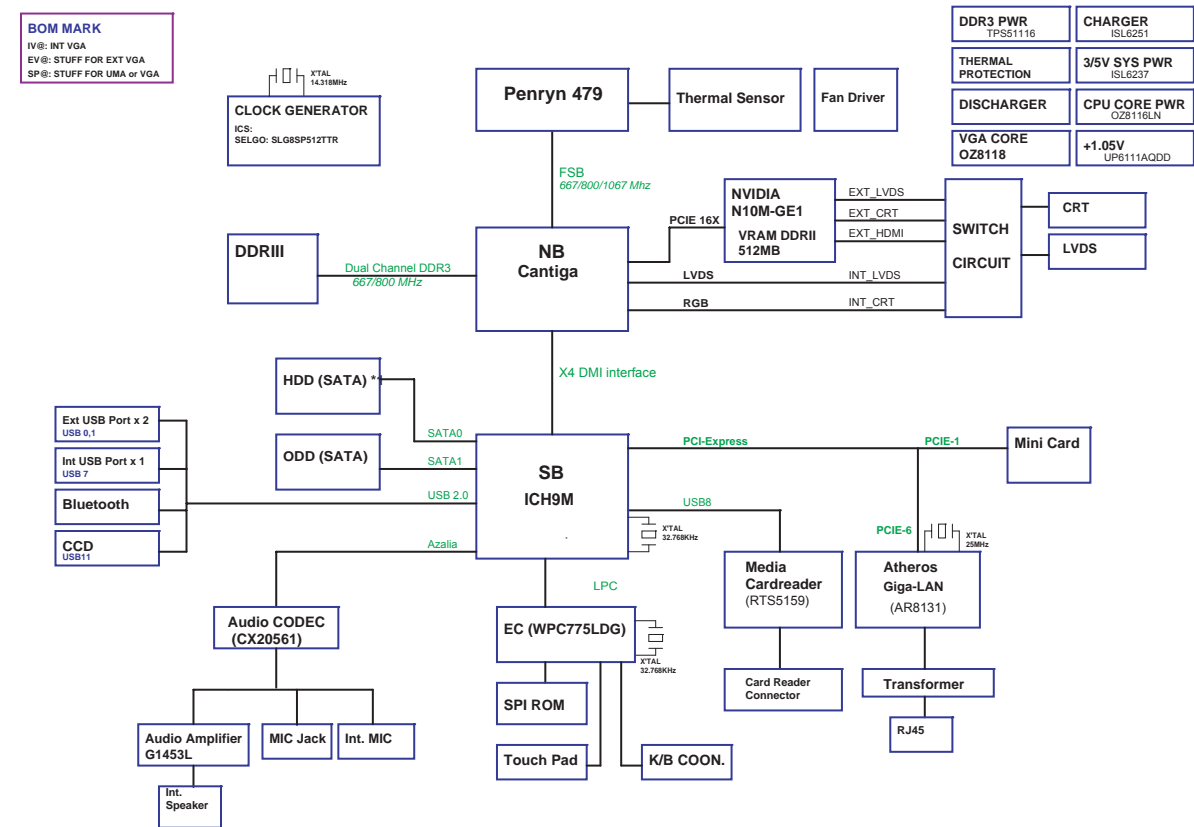 BOM MARK
IV@: INT VGA
EV@: STUFF FOR EXT VGA
SP@: STUFF FOR UMA or VGA
X'TAL
14.318MHz
CLOCK GENERATOR
ICS:
SELGO: SLG8SP512TTR
Penryn 479
Thermal Sensor
Fan Driver
DDR3 PWR
TPS51116
CHARGER
ISL6251
THERMAL
PROTECTION
3/5V SYS PWR
ISL6237
DISCHARGER
CPU CORE PWR
OZ8116LN
VGA CORE
OZ8118
+1.05V
UP6111AQDD
FSB
667/800/1067 Mhz
DDRIII
Dual Channel DDR3
667/800 MHz
NB
Cantiga
PCIE 16X
NVIDIA
N10M-GE1
VRAM DDRII
512MB
EXT_LVDS
EXT_CRT
EXT_HDMI
LVDS
INT_LVDS
RGB
INT_CRT
SWITCH
CIRCUIT
CRT
LVDS
X4 DMI interface
HDD (SATA) *1
SATA0
ODD (SATA)
SATA1
Ext USB Port x 2
USB 0,1
Int USB Port x 1
USB 7
Bluetooth
CCD
USB11
USB 2.0
Azalia
SB
ICH9M
PCI-Express
PCIE-1
Mini Card
USB8
X'TAL
32.768KHz
PCIE-6
X'TAL
25MHz
Media
Cardreader
(RTS5159)
Atheros
Giga-LAN
(AR8131)
LPC
Audio CODEC
(CX20561)
EC (WPC775LDG)
X'TAL
32.768KHz
SPI ROM
Card Reader
Connector
Transformer
RJ45
Audio Amplifier
G1453L
MIC Jack
Int. MIC
Touch Pad
K/B COON.
Int.
Speaker